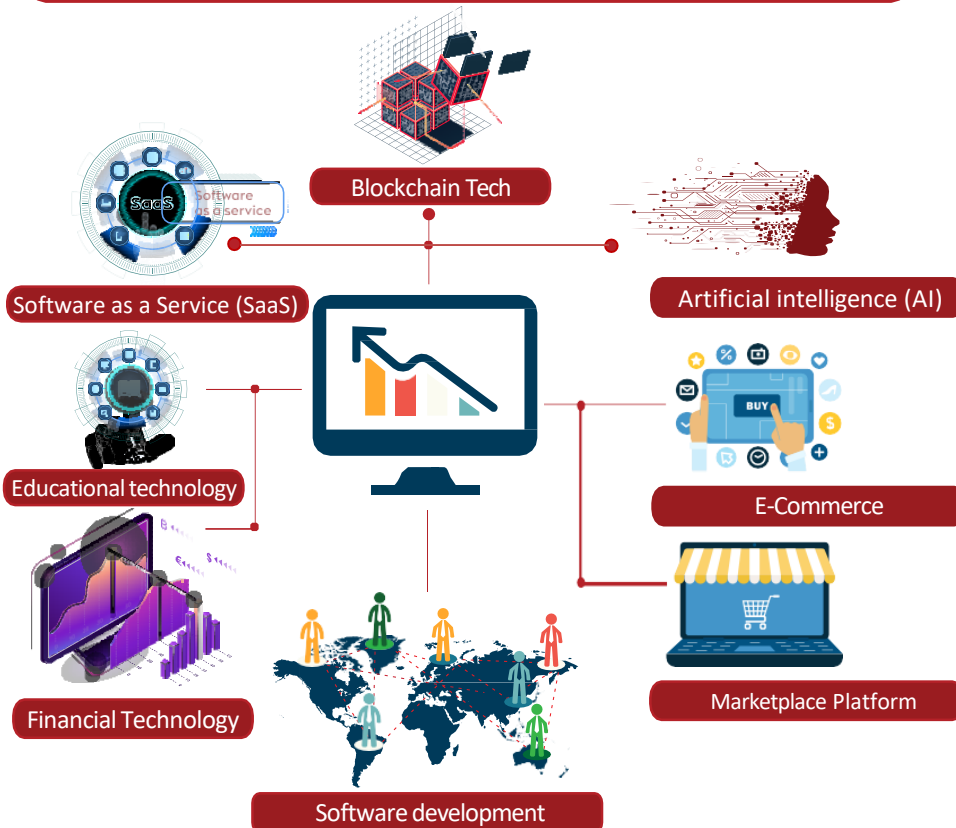 Blockchain Tech
SaaS
Software
as a service
Software as a Service (SaaS)
Artificial intelligence (AI)
%
BUY
$
Educational technology
E-Commerce
B
€
$
Financial Technology
Marketplace Platform
Software development